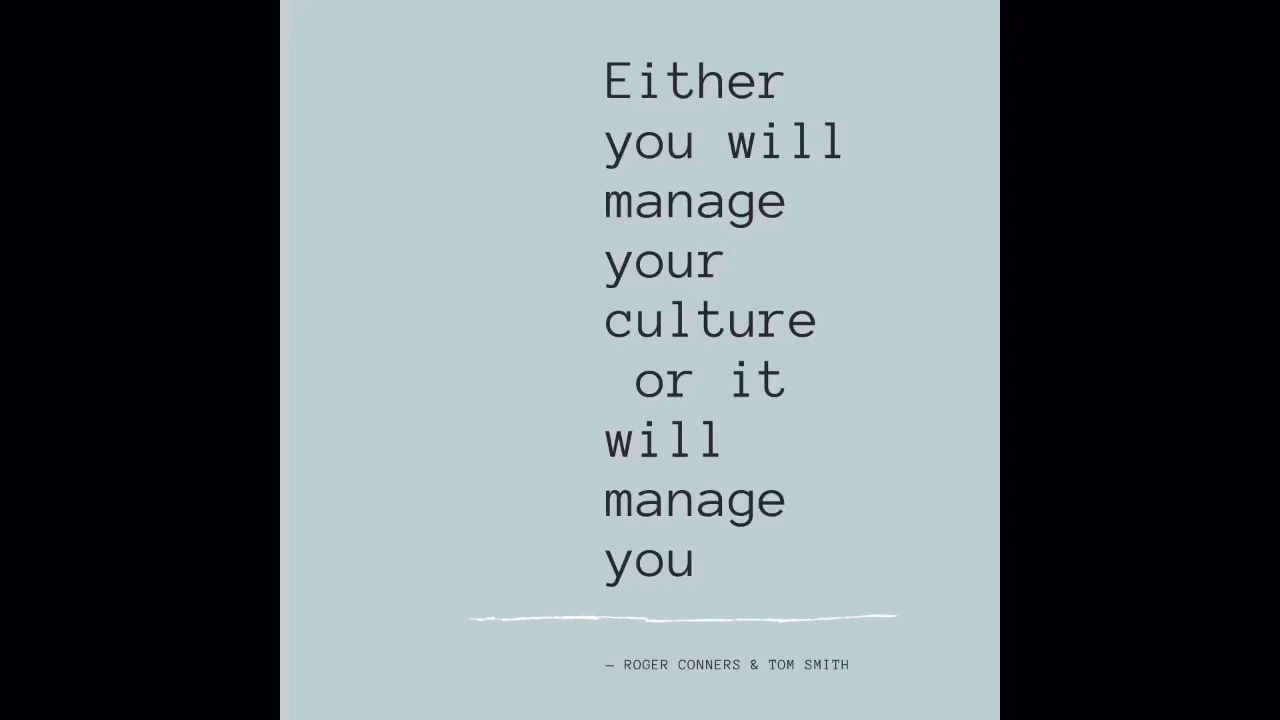 Either
you will
manage
your
culture
or it
will
manage
you
— ROGER CONNERS & TOM SMITH